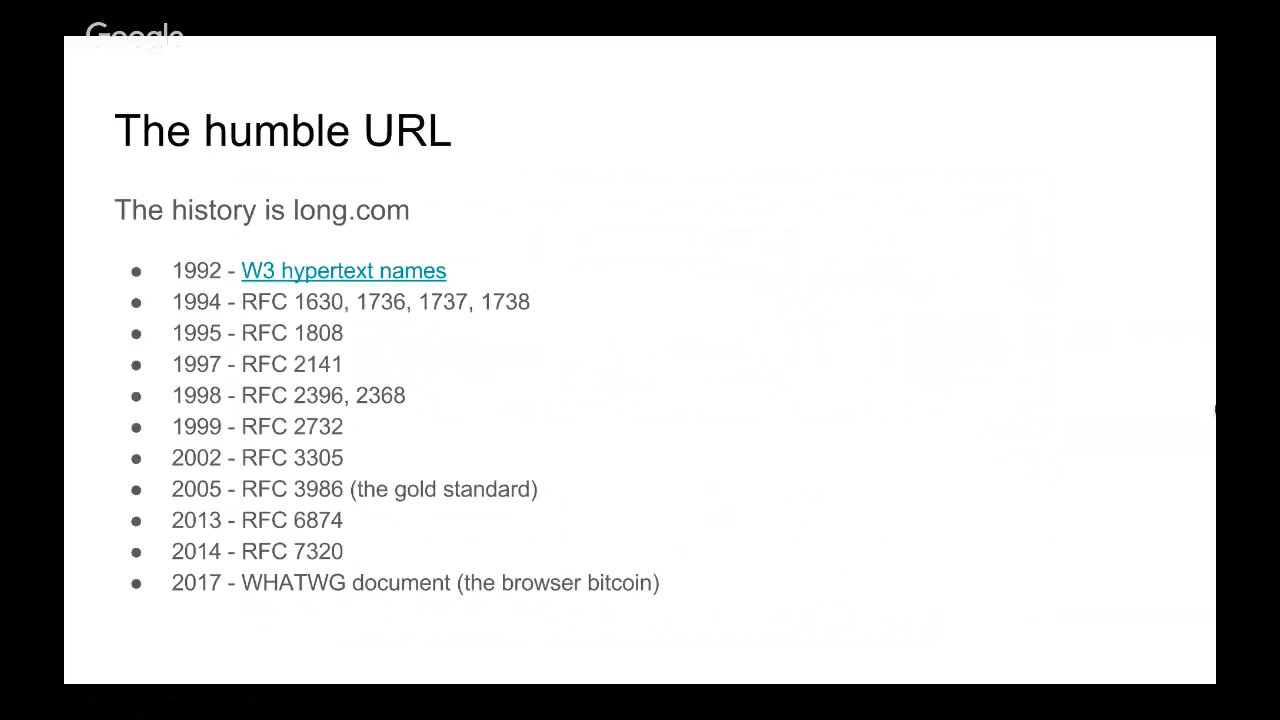 Google
The humble URL
The history is long.com
● 1992 - W3 hypertext names
● 1994 - RFC 1630, 1736, 1737, 1738
● 1995 - RFC 1808
● 1997 - RFC 2141
● 1998 - RFC 2396, 2368
● 1999 - RFC 2732
● 2002 - RFC 3305
● 2005 - RFC 3986 (the gold standard)
● 2013 - RFC 6874
● 2014 - RFC 7320
● 2017 - WHATWG document (the browser bitcoin)